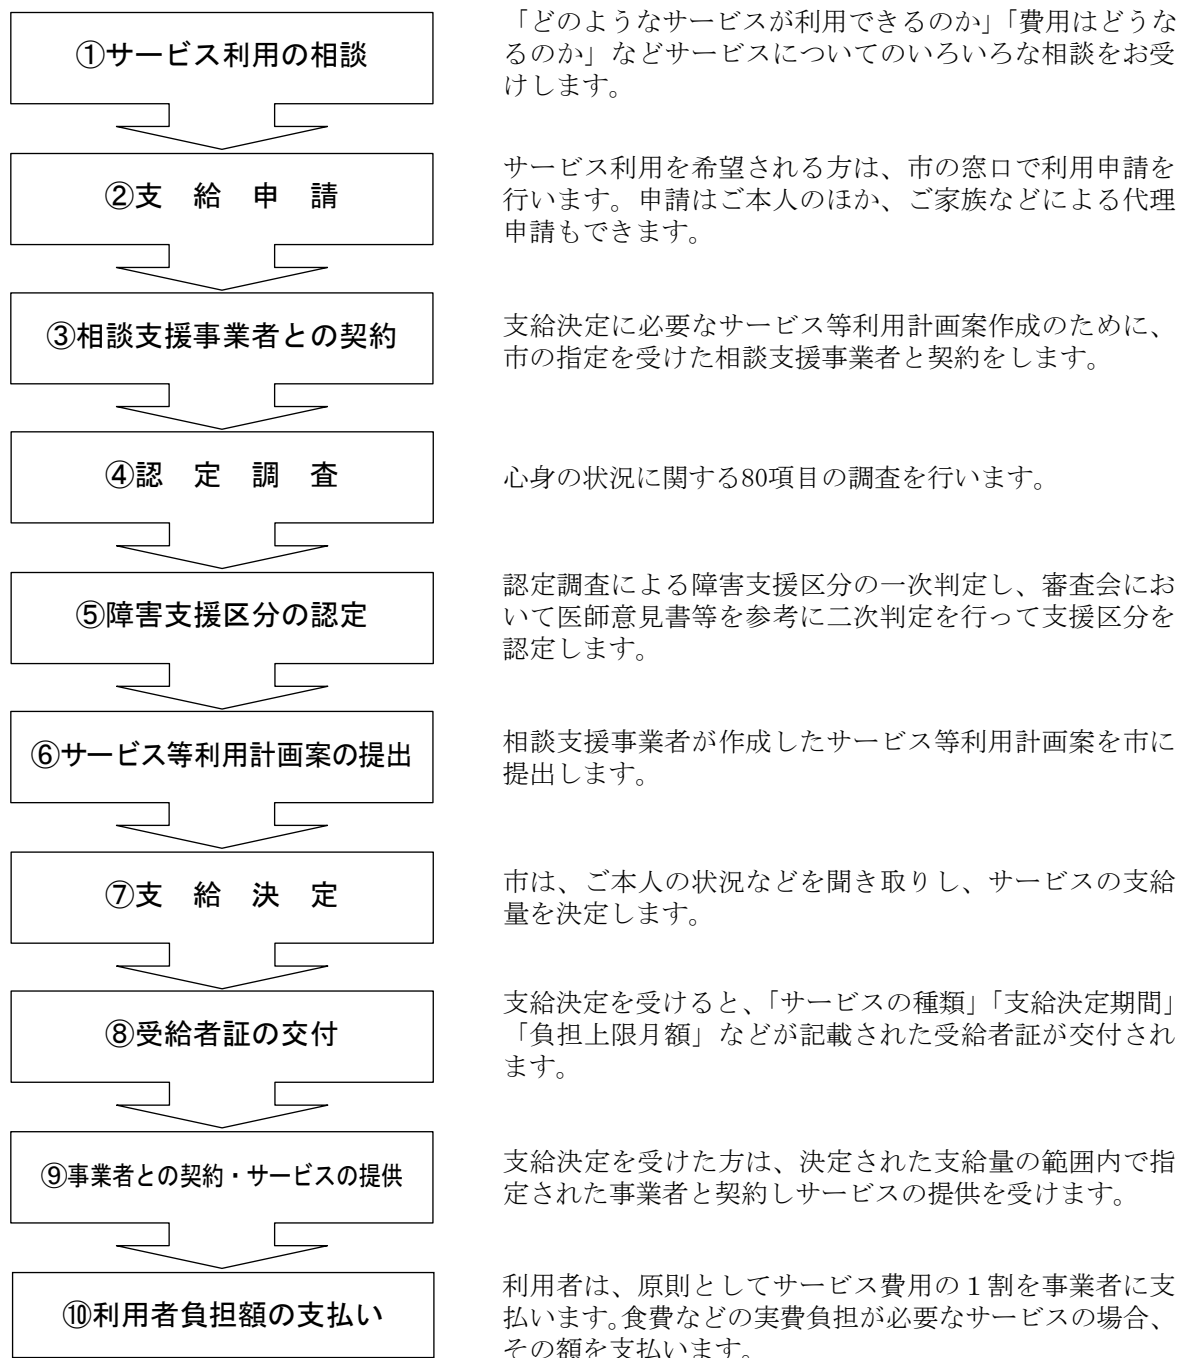 ①サービス利用の相談
「どのようなサービスが利用できるのか」「費用はどうな
るのか」などサービスについてのいろいろな相談をお受
けします。
②支　給　申　請
サービス利用を希望される方は、市の窓口で利用申請を
行います。申請はご本人のほか、ご家族などによる代理
申請もできます。
③相談支援事業者との契約
支給決定に必要なサービス等利用計画案作成のために、
市の指定を受けた相談支援事業者と契約をします。
④認　定　調　査
心身の状況に関する80項目の調査を行います。
⑤障害支援区分の認定
認定調査による障害支援区分の一次判定し、審査会にお
いて医師意見書等を参考に二次判定を行って支援区分を
認定します。
⑥サービス等利用計画案の提出
相談支援事業者が作成したサービス等利用計画案を市に
提出します。
⑦支　給　決　定
市は、ご本人の状況などを聞き取りし、サービスの支給
量を決定します。
⑧受給者証の交付
支給決定を受けると、「サービスの種類」「支給決定期間」
「負担上限月額」などが記載された受給者証が交付され
ます。
⑨事業者との契約・サービスの提供
支給決定を受けた方は、決定された支給量の範囲内で指
定された事業者と契約しサービスの提供を受けます。
⑩利用者負担額の支払い
利用者は、原則としてサービス費用の１割を事業者に支
払います。食費などの実費負担が必要なサービスの場合、
その額を支払います。